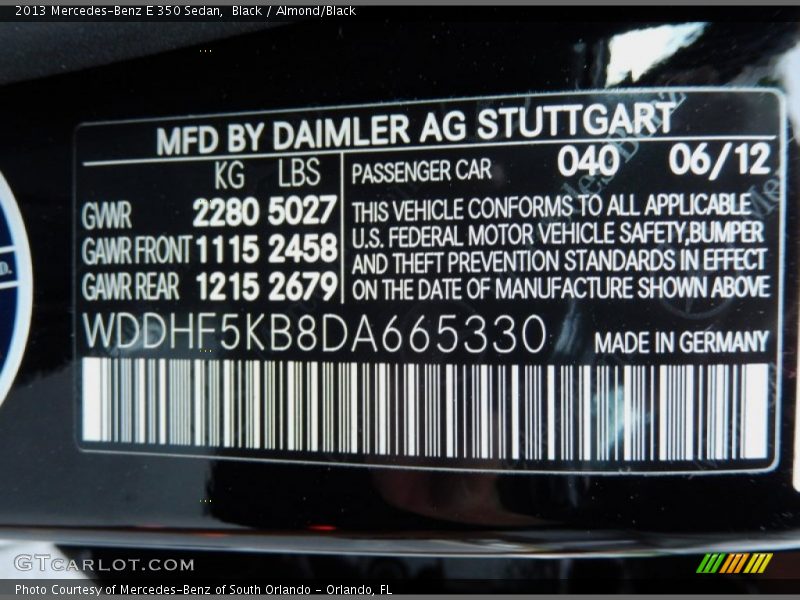 2013 Mercedes-Benz E 350 Sedan, Black / Almond/Black
MFD BY DAIMLER AG STUTTGART
KG LBS
GVWR 2280 5027
GAWR FRONT 1115 2458
GAWR REAR 1215 2679
PASSENGER CAR 040 06/12
THIS VEHICLE CONFORMS TO ALL APPLICABLE
U.S. FEDERAL MOTOR VEHICLE SAFETY,BUMPER
AND THEFT PREVENTION STANDARDS IN EFFECT
ON THE DATE OF MANUFACTURE SHOWN ABOVE
WDDHF5KB8DA665330 MADE IN GERMANY
GTCARLOT.COM
Photo Courtesy of Mercedes-Benz of South Orlando - Orlando, FL